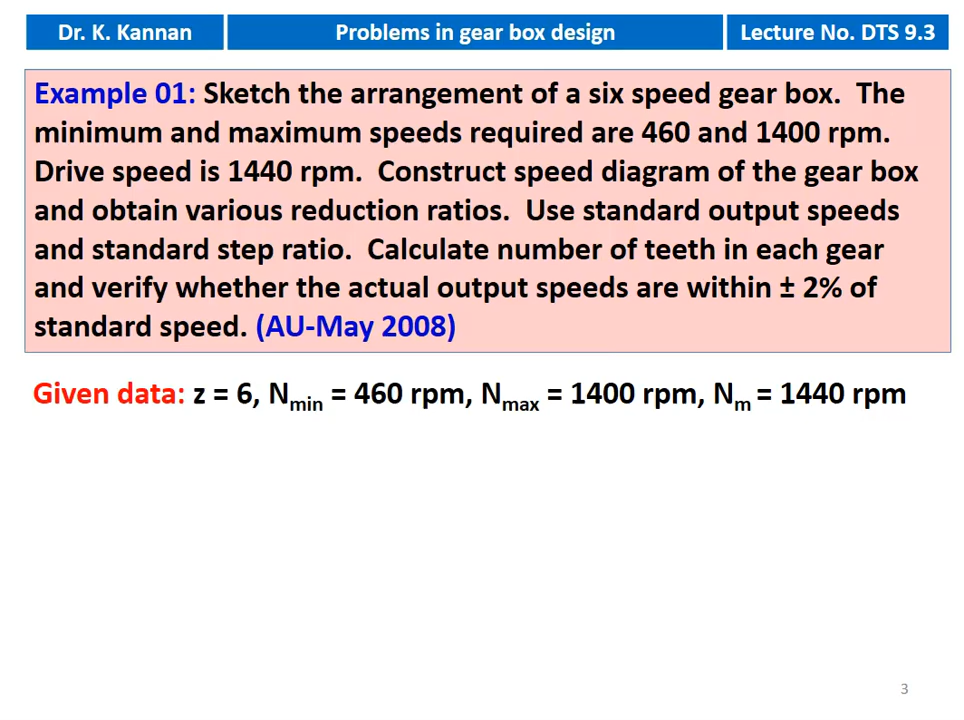 Dr. K. Kannan
Problems in gear box design
Lecture No. DTS 9.3
Example 01: Sketch the arrangement of a six speed gear box. The
minimum and maximum speeds required are 460 and 1400 rpm.
Drive speed is 1440 rpm. Construct speed diagram of the gear box
and obtain various reduction ratios. Use standard output speeds
and standard step ratio. Calculate number of teeth in each gear
and verify whether the actual output speeds are within ± 2% of
standard speed. (AU-May 2008)
Given data: z = 6, Nmin = 460 rpm, Nmax = 1400 rpm, Nm = 1440 rpm
3